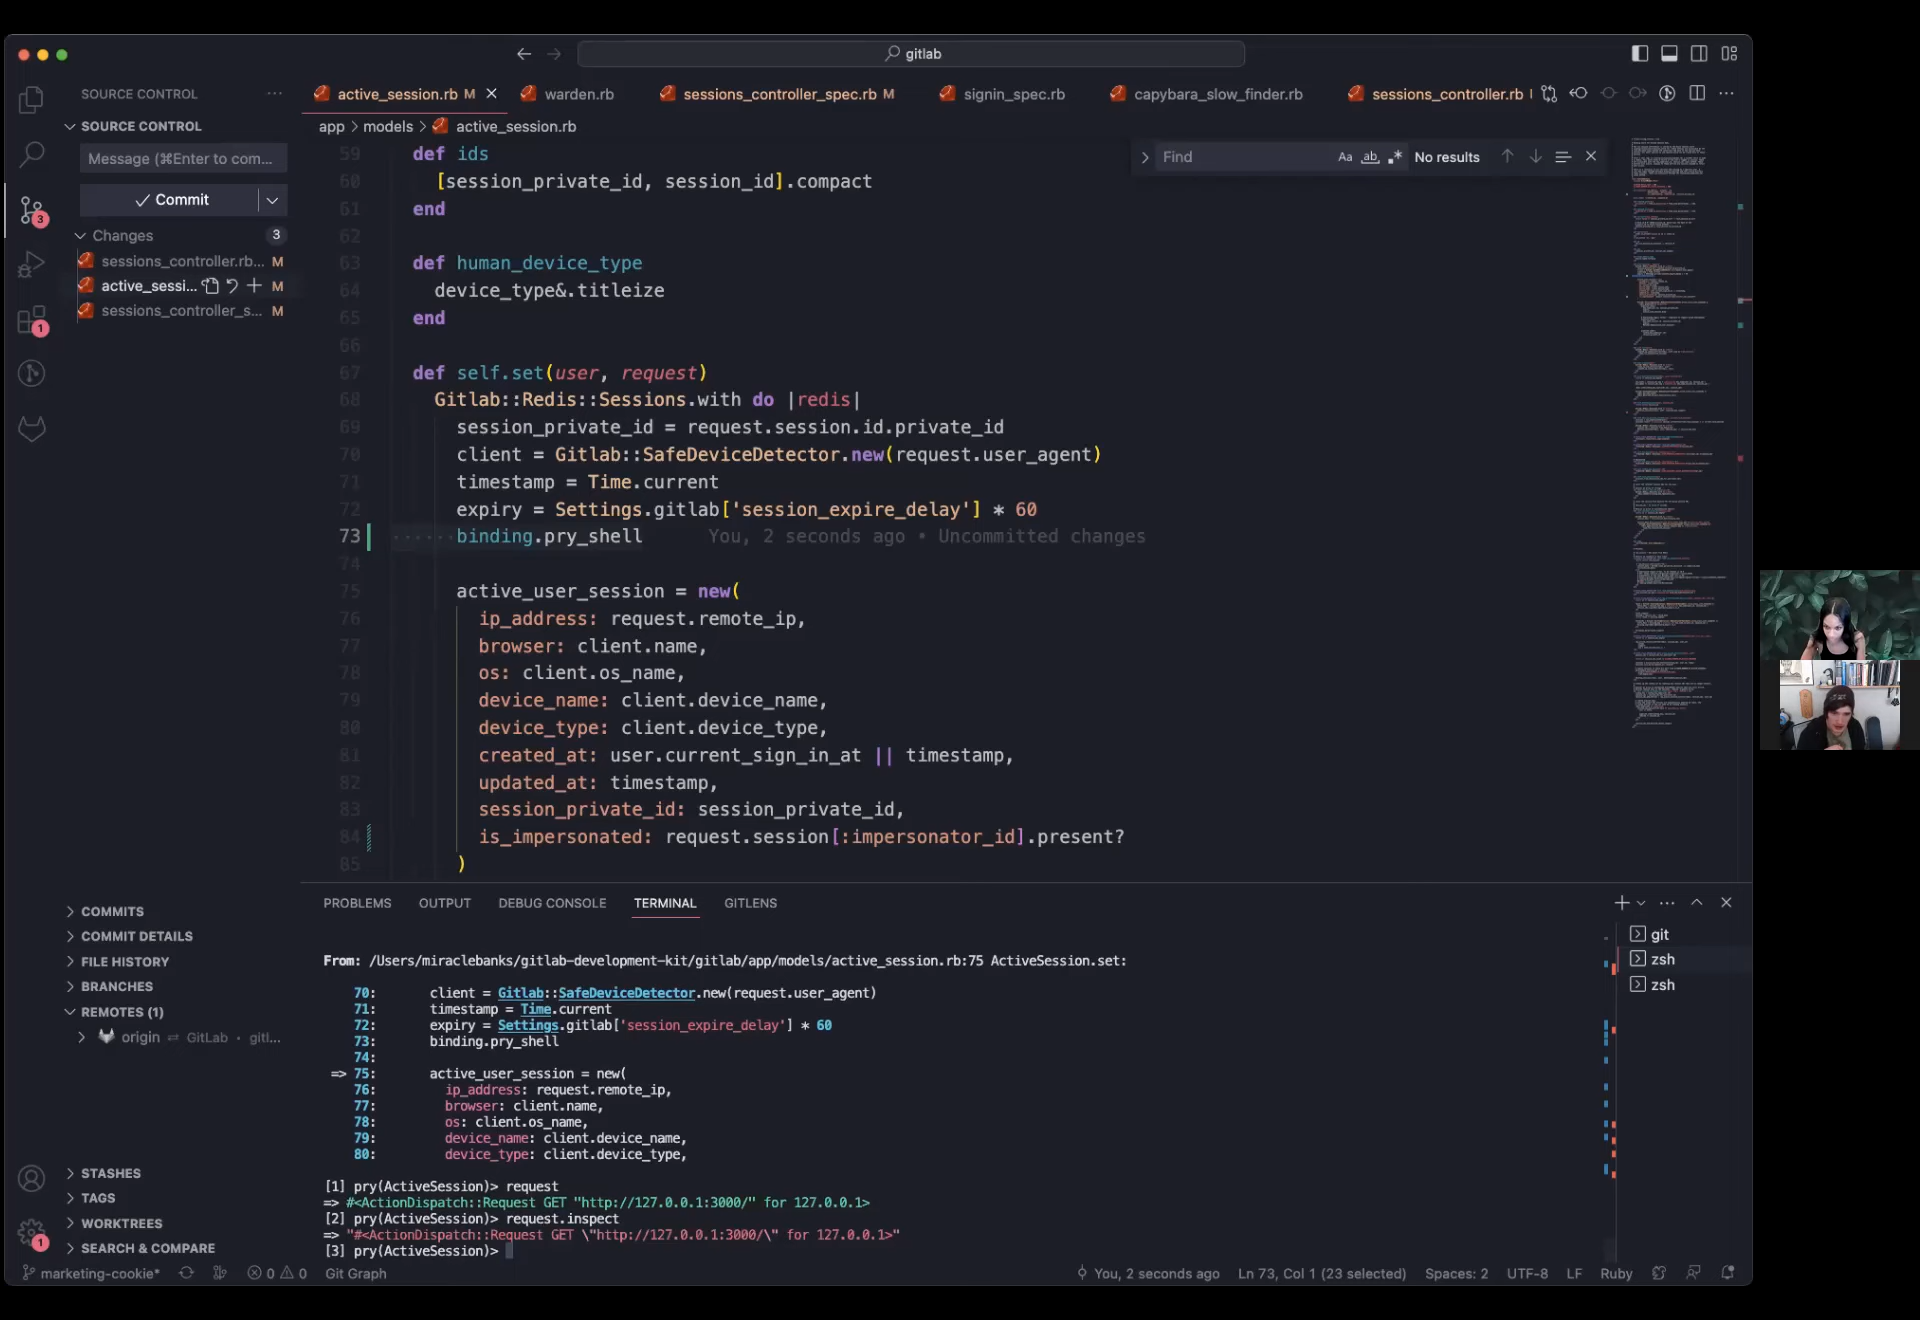 gitlab
SOURCE CONTROL
active_session.rb M
warden.rb
sessions_controller_spec.rb M
signin_spec.rb
capybara_slow_finder.rb
sessions_controller.rb
SOURCE CONTROL
app > models > active_session.rb
Message (⌘Enter to com...
Find
Aa ab .* No results
Commit
Changes 3
sessions_controller.rb... M
active_sessi... M
sessions_controller_s... M
3
1
59 def ids
60 [session_private_id, session_id].compact
61 end
62
63 def human_device_type
64 device_type&.titleize
65 end
66
67 def self.set(user, request)
68 Gitlab::Redis::Sessions.with do |redis|
69 session_private_id = request.session.id.private_id
70 client = Gitlab::SafeDeviceDetector.new(request.user_agent)
71 timestamp = Time.current
72 expiry = Settings.gitlab['session_expire_delay'] * 60
73 binding.pry_shell You, 2 seconds ago • Uncommitted changes
74
75 active_user_session = new(
76 ip_address: request.remote_ip,
77 browser: client.name,
78 os: client.os_name,
79 device_name: client.device_name,
80 device_type: client.device_type,
81 created_at: user.current_sign_in_at || timestamp,
82 updated_at: timestamp,
83 session_private_id: session_private_id,
84 is_impersonated: request.session[:impersonator_id].present?
85 )
COMMITS
COMMIT DETAILS
FILE HISTORY
BRANCHES
REMOTES (1)
origin ⇌ GitLab • gitl...
STASHES
TAGS
WORKTREES
SEARCH & COMPARE
1
PROBLEMS OUTPUT DEBUG CONSOLE TERMINAL GITLENS
git
zsh
zsh
From: /Users/miraclebanks/gitlab-development-kit/gitlab/app/models/active_session.rb:75 ActiveSession.set:
70: client = Gitlab::SafeDeviceDetector.new(request.user_agent)
71: timestamp = Time.current
72: expiry = Settings.gitlab['session_expire_delay'] * 60
73: binding.pry_shell
74:
=> 75: active_user_session = new(
76: ip_address: request.remote_ip,
77: browser: client.name,
78: os: client.os_name,
79: device_name: client.device_name,
80: device_type: client.device_type,
[1] pry(ActiveSession)> request
=> #<ActionDispatch::Request GET "http://127.0.0.1:3000/" for 127.0.0.1>
[2] pry(ActiveSession)> request.inspect
=> "#<ActionDispatch::Request GET \"http://127.0.0.1:3000/\" for 127.0.0.1>"
[3] pry(ActiveSession)>
marketing-cookie* 0 0 Git Graph You, 2 seconds ago Ln 73, Col 1 (23 selected) Spaces: 2 UTF-8 LF Ruby